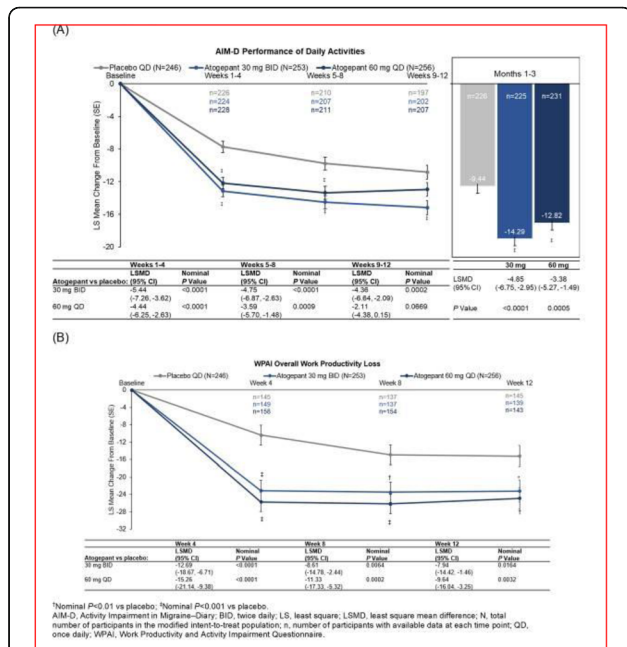 (A)
AIM-D Performance of Daily Activities
Placebo QD (N=246) Atogepant 30 mg BID (N=253) Atogepant 60 mg QD (N=256)
Baseline Weeks 1-4 Weeks 5-8 Weeks 9-12
Months 1-3
0
n=226 n=210 n=197
n=224 n=207 n=202
n=228 n=211 n=207
n=226 n=225 n=231
-4
-8
-12
-16
-20
LS Mean Change From Baseline (SE)
-9.44
-14.29
-12.82
Weeks 1-4 Weeks 5-8 Weeks 9-12
LSMD Nominal LSMD Nominal LSMD Nominal
Atogepant vs placebo: (95% CI) P Value (95% CI) P Value (95% CI) P Value
30 mg BID -5.44 <0.0001 -4.75 <0.0001 -4.36 0.0002
(-7.26, -3.62) (-6.87, -2.63) (-6.64, -2.09)
60 mg QD -4.44 <0.0001 -3.59 0.0009 -2.11 0.0669
(-6.25, -2.63) (-5.70, -1.48) (-4.38, 0.15)
30 mg 60 mg
LSMD -4.85 -3.38
(95% CI) (-6.75, -2.95) (-5.27, -1.49)
P Value <0.0001 0.0005
(B)
WPAI Overall Work Productivity Loss
Placebo QD (N=246) Atogepant 30 mg BID (N=253) Atogepant 60 mg QD (N=256)
Baseline Week 4 Week 8 Week 12
0
n=145 n=137 n=145
n=149 n=137 n=139
n=158 n=154 n=143
-4
-8
-12
-16
-20
-24
-28
-32
LS Mean Change From Baseline (SE)
Week 4 Week 8 Week 12
LSMD Nominal LSMD Nominal LSMD Nominal
Atogepant vs placebo: (95% CI) P Value (95% CI) P Value (95% CI) P Value
30 mg BID -12.69 <0.0001 -8.61 0.0064 -7.94 0.0164
(-18.67, -6.71) (-14.78, -2.44) (-14.42, -1.46)
60 mg QD -15.26 <0.0001 -11.33 0.0002 -9.64 0.0032
(-21.14, -9.38) (-17.33, -5.32) (-16.04, -3.25)
†Nominal P<0.01 vs placebo; ‡Nominal P<0.001 vs placebo.
AIM-D, Activity Impairment in Migraine–Diary; BID, twice daily; LS, least square; LSMD, least square mean difference; N, total
number of participants in the modified intent-to-treat population; n, number of participants with available data at each time point; QD,
once daily; WPAI, Work Productivity and Activity Impairment Questionnaire.